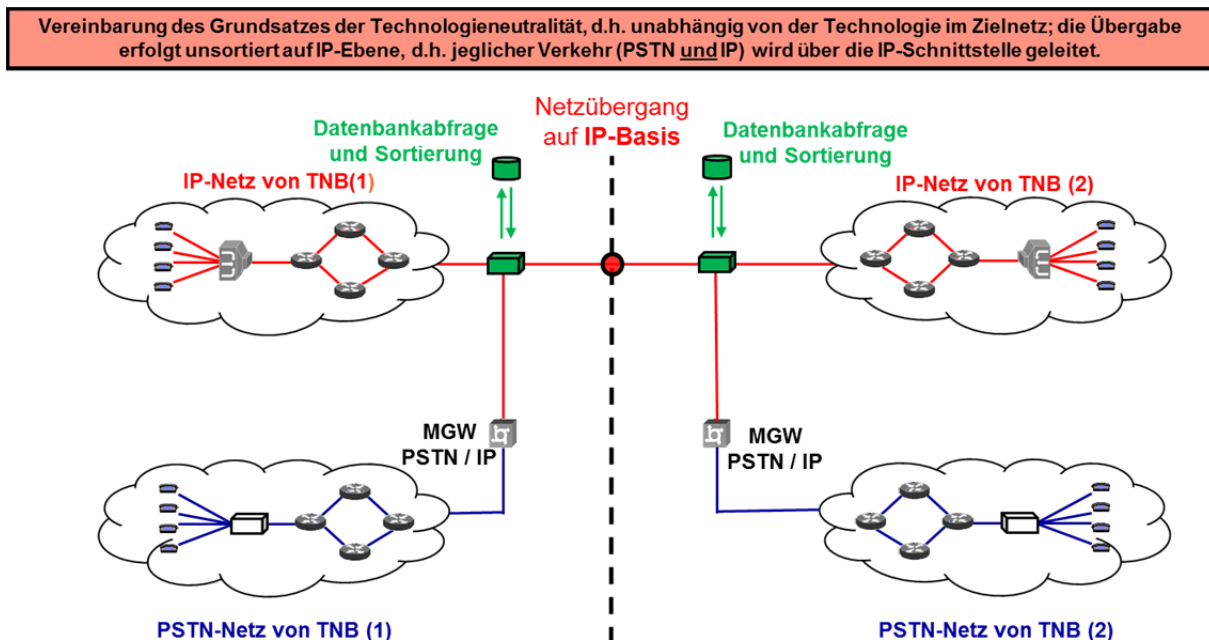 Vereinbarung des Grundsatzes der Technologieneutralität, d.h. unabhängig von der Technologie im Zielnetz; die Übergabe
erfolgt unsortiert auf IP-Ebene, d.h. jeglicher Verkehr (PSTN und IP) wird über die IP-Schnittstelle geleitet.
Netzübergang
auf IP-Basis
Datenbankabfrage
und Sortierung
Datenbankabfrage
und Sortierung
IP-Netz von TNB(1)
IP-Netz von TNB (2)
MGW
PSTN / IP
MGW
PSTN / IP
PSTN-Netz von TNB (1)
PSTN-Netz von TNB (2)